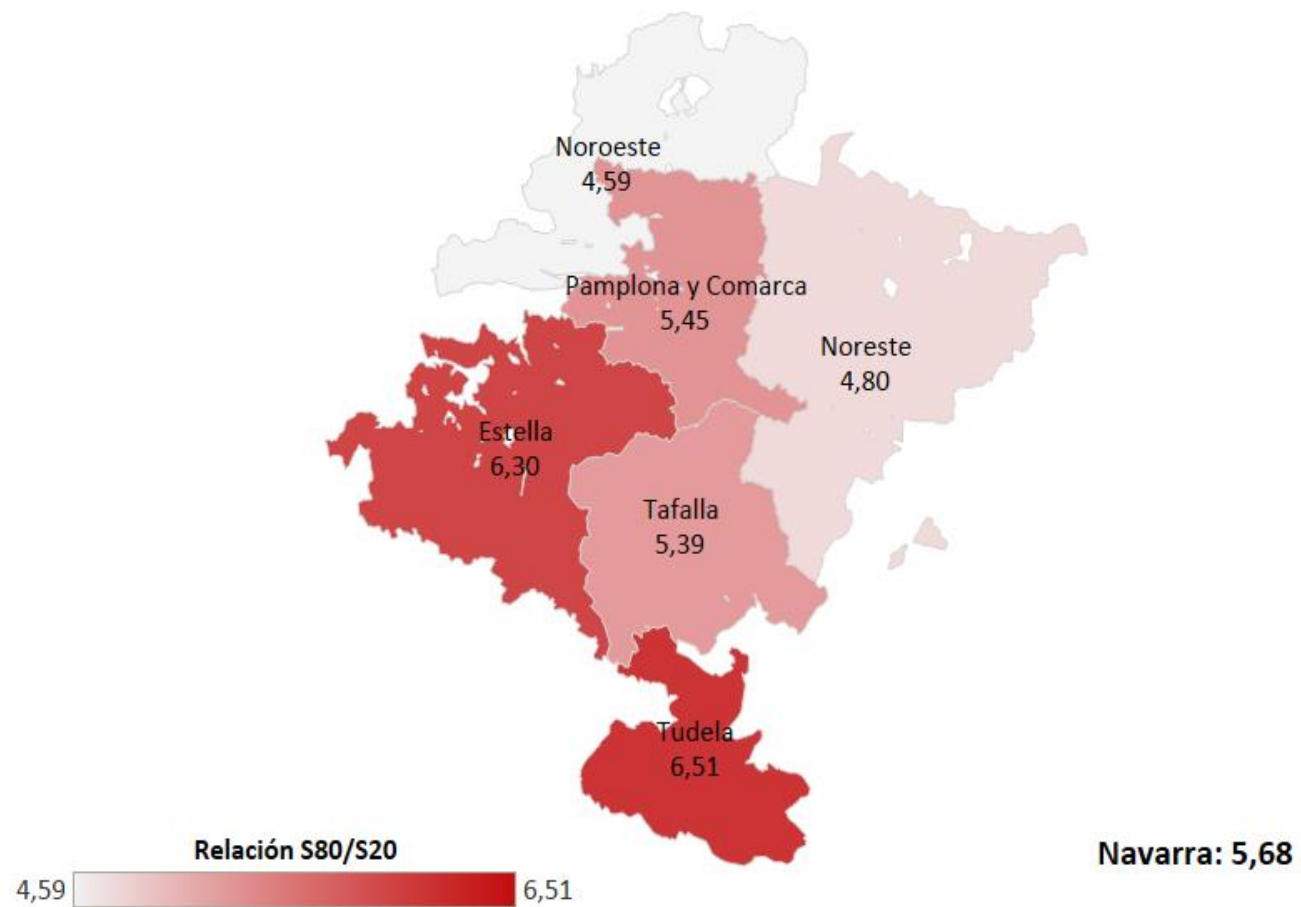 Noroeste
4,59
Pamplona y Comarca
5,45
Noreste
4,80
Estella
6,30
Tafalla
5,39
Tudela
6,51
Relación S80/S20
4,59
6,51
Navarra: 5,68